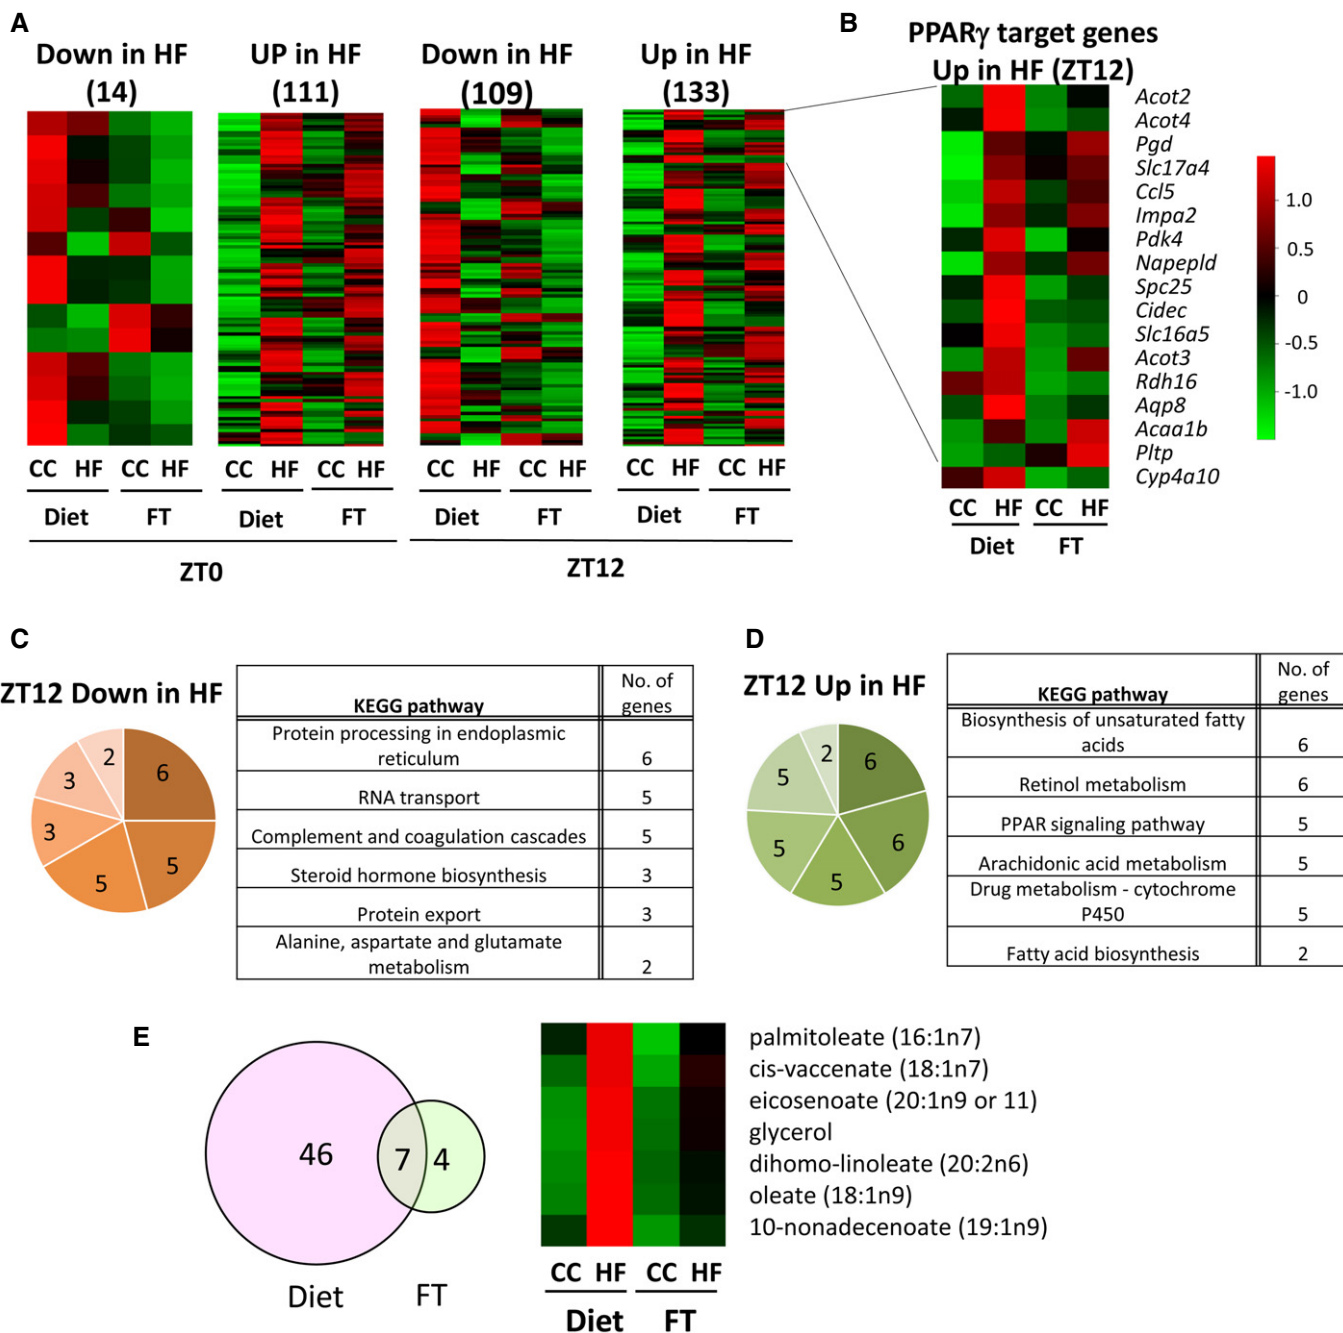 A
Down in HF
(14)
UP in HF
(111)
Down in HF
(109)
Up in HF
(133)
CC HF CC HF
Diet FT
CC HF CC HF
Diet FT
CC HF CC HF
Diet FT
CC HF CC HF
Diet FT
ZT0
ZT12
B
PPARγ target genes
Up in HF (ZT12)
Acot2
Acot4
Pgd
Slc17a4
Ccl5
Impa2
Pdk4
Napepld
Spc25
Cidec
Slc16a5
Acot3
Rdh16
Aqp8
Acaa1b
Pltp
Cyp4a10
CC HF CC HF
Diet FT
1.0
0.5
0
-0.5
-1.0
C
ZT12 Down in HF
6
5
5
3
3
2
KEGG pathway
No. of
genes
Protein processing in endoplasmic
reticulum 6
RNA transport 5
Complement and coagulation cascades 5
Steroid hormone biosynthesis 3
Protein export 3
Alanine, aspartate and glutamate
metabolism 2
D
ZT12 Up in HF
6
6
5
5
5
2
KEGG pathway
No. of
genes
Biosynthesis of unsaturated fatty
acids 6
Retinol metabolism 6
PPAR signaling pathway 5
Arachidonic acid metabolism 5
Drug metabolism - cytochrome
P450 5
Fatty acid biosynthesis 2
E
46 7 4
Diet FT
palmitoleate (16:1n7)
cis-vaccenate (18:1n7)
eicosenoate (20:1n9 or 11)
glycerol
dihomo-linoleate (20:2n6)
oleate (18:1n9)
10-nonadecenoate (19:1n9)
CC HF CC HF
Diet FT